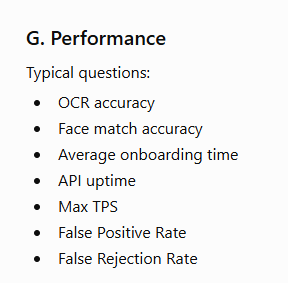 G. Performance
Typical questions:
• OCR accuracy
• Face match accuracy
• Average onboarding time
• API uptime
• Max TPS
• False Positive Rate
• False Rejection Rate